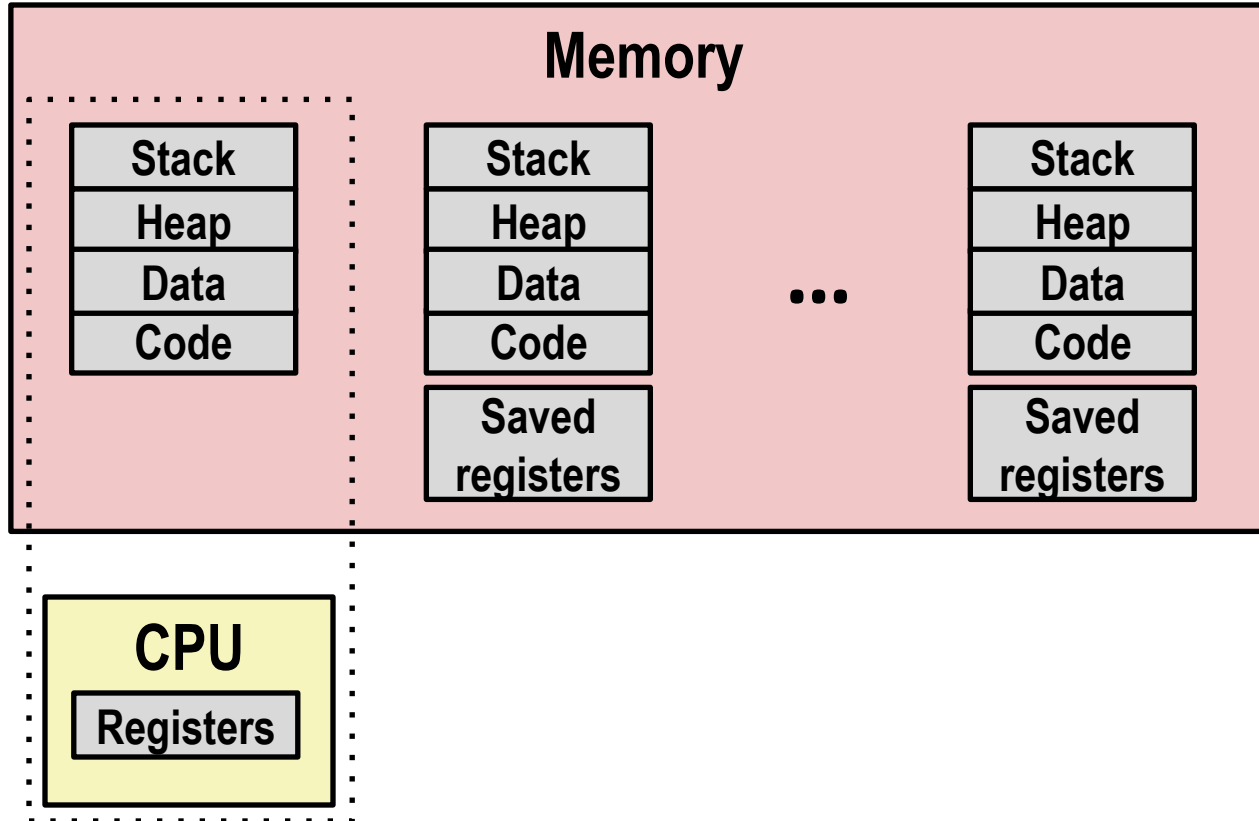 Memory
Stack
Heap
Data
Code
Stack
Heap
Data
Code
Saved
registers
...
Stack
Heap
Data
Code
Saved
registers
CPU
Registers